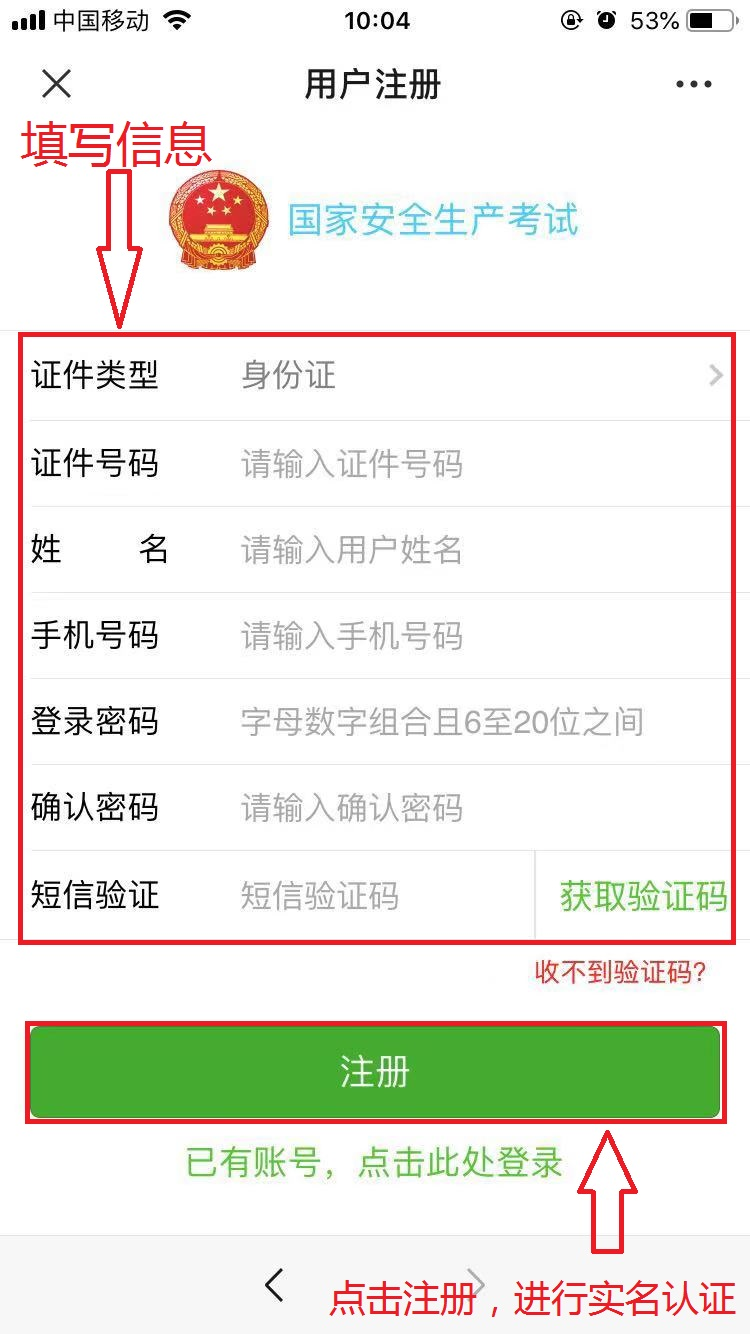 中国移动 10:04 53%
用户注册
填写信息
国家安全生产考试
证件类型 身份证
证件号码 请输入证件号码
姓 名 请输入用户姓名
手机号码 请输入手机号码
登录密码 字母数字组合且6至20位之间
确认密码 请输入确认密码
短信验证 短信验证码 获取验证码
收不到验证码?
注册
已有账号，点击此处登录
点击注册，进行实名认证